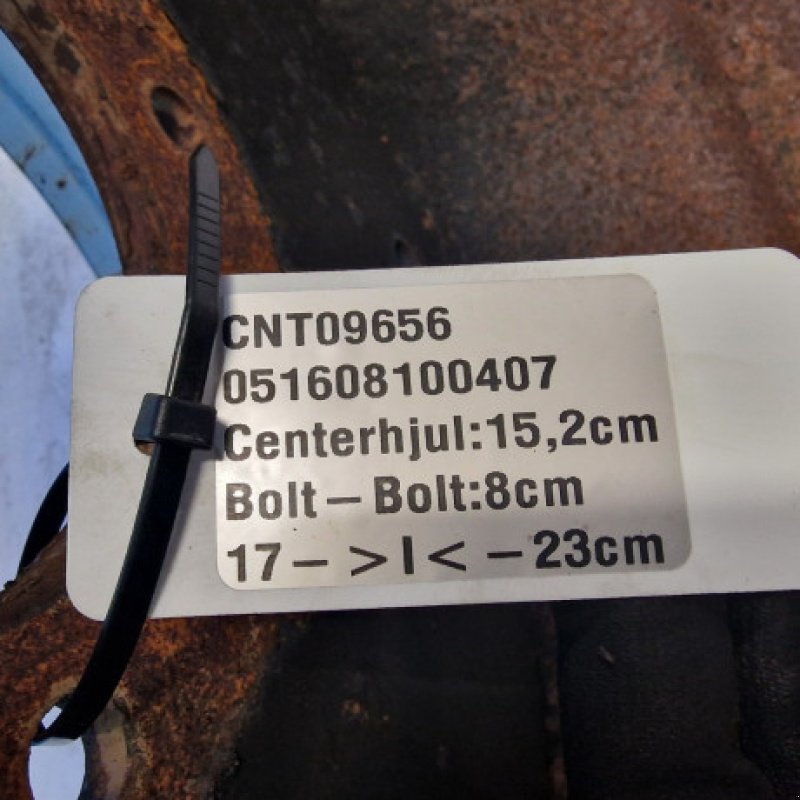 CNT09656
051608100407
Centerhjul:15,2cm
Bolt-Bolt:8cm
17->I<-23cm